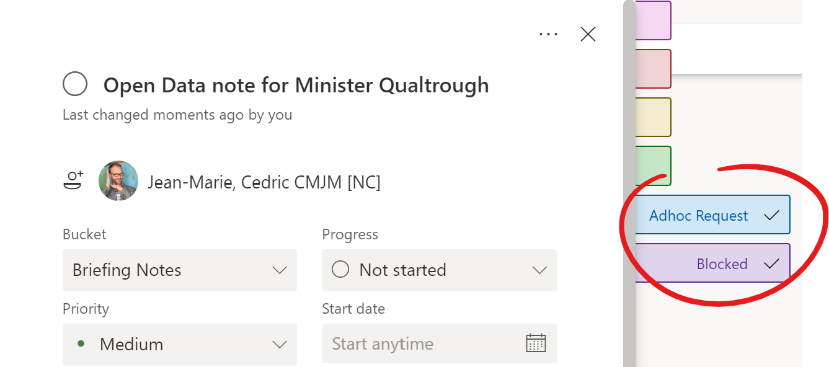 Open Data note for Minister Qualtrough
Last changed moments ago by you
Jean-Marie, Cedric CMJM [NC]
Bucket
Progress
Briefing Notes
Not started
Priority
Start date
Medium
Start anytime
Adhoc Request
Blocked